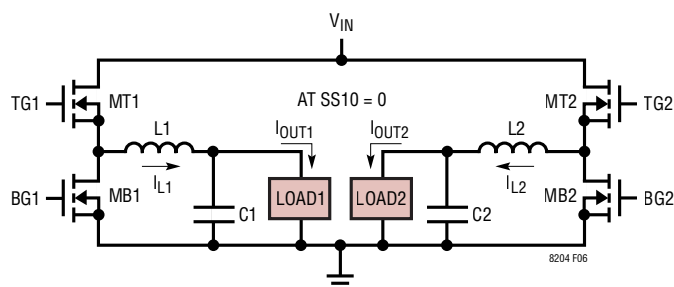 VIN
TG1
MT1
AT SS10 = 0
MT2
TG2
L1
IOUT1
IOUT2
L2
IL1
IL2
BG1
MB1
C1
LOAD1
LOAD2
C2
MB2
BG2
8204 F06